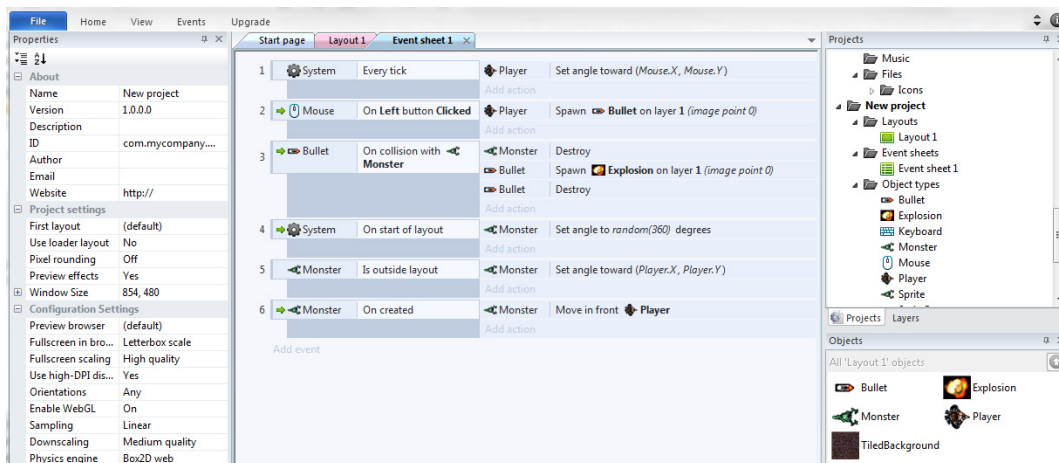 File Home View Events Upgrade
Properties
About
Name New project
Version 1.0.0.0
Description
ID com.mycompany....
Author
Email
Website http://
Project settings
First layout (default)
Use loader layout No
Pixel rounding Off
Preview effects Yes
Window Size 854, 480
Configuration Settings
Preview browser (default)
Fullscreen in bro... Letterbox scale
Fullscreen scaling High quality
Use high-DPI dis... Yes
Orientations Any
Enable WebGL On
Sampling Linear
Downscaling Medium quality
Physics engine Box2D web
Start page Layout 1 Event sheet 1
1 System Every tick Player Set angle toward (Mouse.X, Mouse.Y)
Add action
2 Mouse On Left button Clicked Player Spawn Bullet on layer 1 (image point 0)
Add action
3 Bullet On collision with Monster Monster Destroy
Bullet Spawn Explosion on layer 1 (image point 0)
Bullet Destroy
Add action
4 System On start of layout Monster Set angle to random(360) degrees
Add action
5 Monster Is outside layout Monster Set angle toward (Player.X, Player.Y)
Add action
6 Monster On created Monster Move in front Player
Add action
Add event
Projects
Music
Files
Icons
New project
Layouts
Layout 1
Event sheets
Event sheet 1
Object types
Bullet
Explosion
Keyboard
Monster
Mouse
Player
Sprite
Projects Layers
Objects
All 'Layout 1' objects
Bullet Explosion
Monster Player
TiledBackground